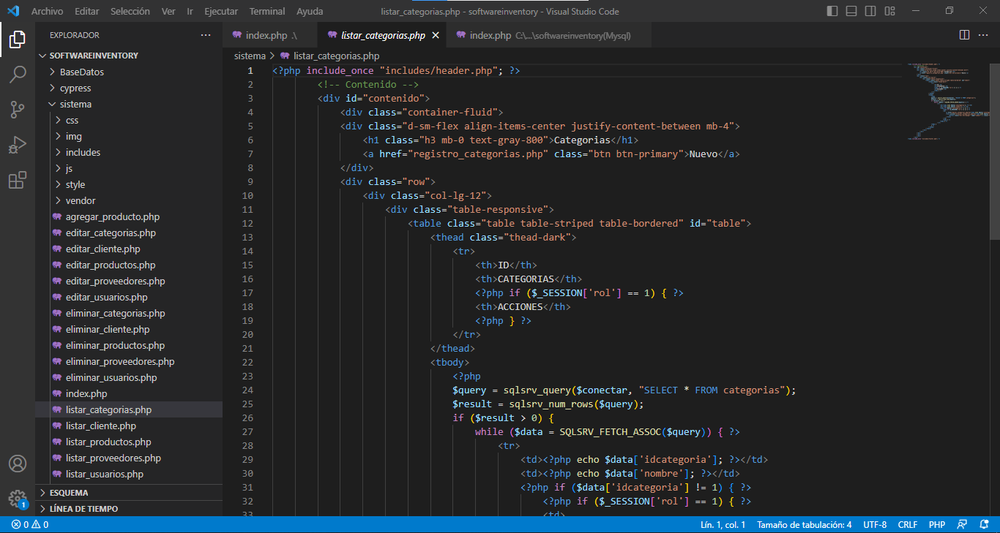 Archivo Editar Selección Ver Ir Ejecutar Terminal Ayuda listar_categorias.php - softwareinventory - Visual Studio Code
EXPLORADOR
SOFTWAREINVENTORY
BaseDatos
cypress
sistema
css
img
includes
js
style
vendor
agregar_producto.php
editar_categorias.php
editar_cliente.php
editar_productos.php
editar_proveedores.php
editar_usuarios.php
eliminar_categorias.php
eliminar_cliente.php
eliminar_productos.php
eliminar_proveedores.php
eliminar_usuarios.php
index.php
listar_categorias.php
listar_cliente.php
listar_productos.php
listar_proveedores.php
listar_usuarios.php
ESQUEMA
LÍNEA DE TIEMPO
1
index.php .\ listar_categorias.php index.php C:\...\softwareinventory(Mysql)
sistema > listar_categorias.php
1 <?php include_once "includes/header.php"; ?>
2 <!-- Contenido -->
3 <div id="contenido">
4 <div class="container-fluid">
5 <div class="d-sm-flex align-items-center justify-content-between mb-4">
6 <h1 class="h3 mb-0 text-gray-800">Categorias</h1>
7 <a href="registro_categorias.php" class="btn btn-primary">Nuevo</a>
8 </div>
9 <div class="row">
10 <div class="col-lg-12">
11 <div class="table-responsive">
12 <table class="table table-striped table-bordered" id="table">
13 <thead class="thead-dark">
14 <tr>
15 <th>ID</th>
16 <th>CATEGORIAS</th>
17 <?php if ($_SESSION['rol'] == 1) { ?>
18 <th>ACCIONES</th>
19 <?php } ?>
20 </tr>
21 </thead>
22 <tbody>
23 <?php
24 $query = sqlsrv_query($conectar, "SELECT * FROM categorias");
25 $result = sqlsrv_num_rows($query);
26 if ($result > 0) {
27 while ($data = SQLSRV_FETCH_ASSOC($query)) { ?>
28 <tr>
29 <td><?php echo $data['idcategoria']; ?></td>
30 <td><?php echo $data['nombre']; ?></td>
31 <?php if ($data['idcategoria'] != 1) { ?>
32 <?php if ($_SESSION['rol'] == 1) { ?>
33 <td>
0 0 Lín. 1, col. 1 Tamaño de tabulación: 4 UTF-8 CRLF PHP